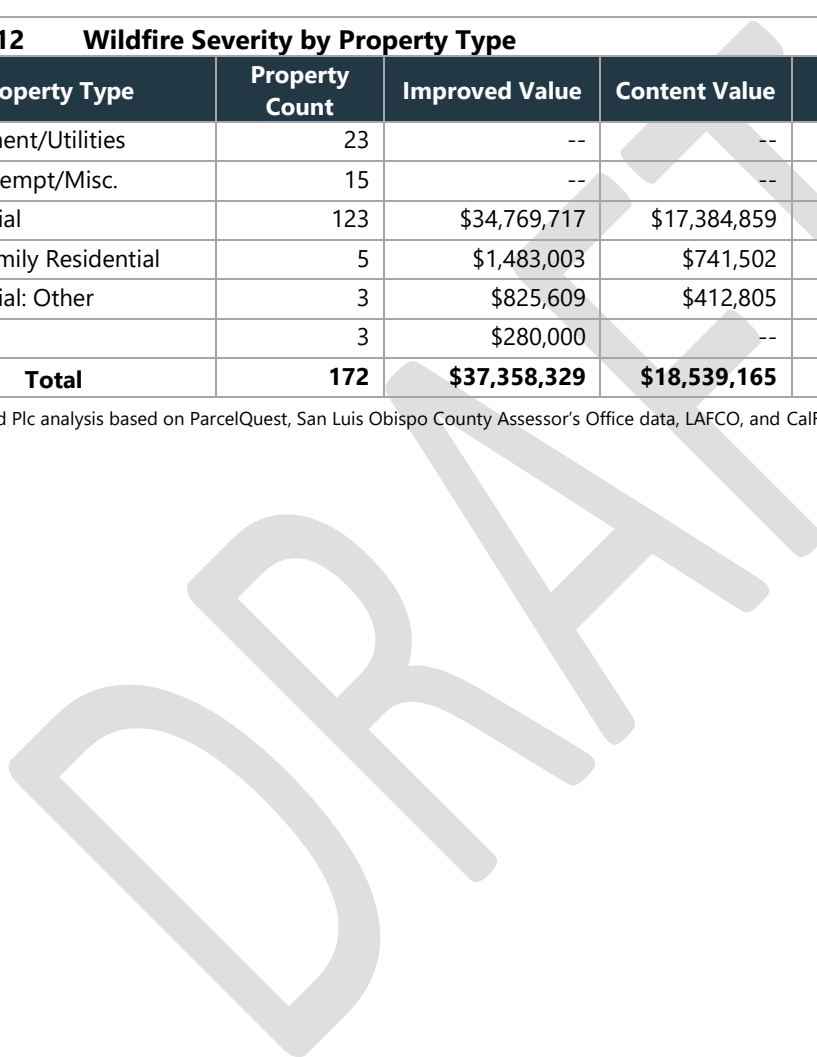 12 Wildfire Severity by Property Type
operty Type Property Count Improved Value Content Value
nent/Utilities 23 -- --
empt/Misc. 15 -- --
ial 123 $34,769,717 $17,384,859
mily Residential 5 $1,483,003 $741,502
ial: Other 3 $825,609 $412,805
3 $280,000 --
Total 172 $37,358,329 $18,539,165
d Plc analysis based on ParcelQuest, San Luis Obispo County Assessor’s Office data, LAFCO, and CalF
DRAFT